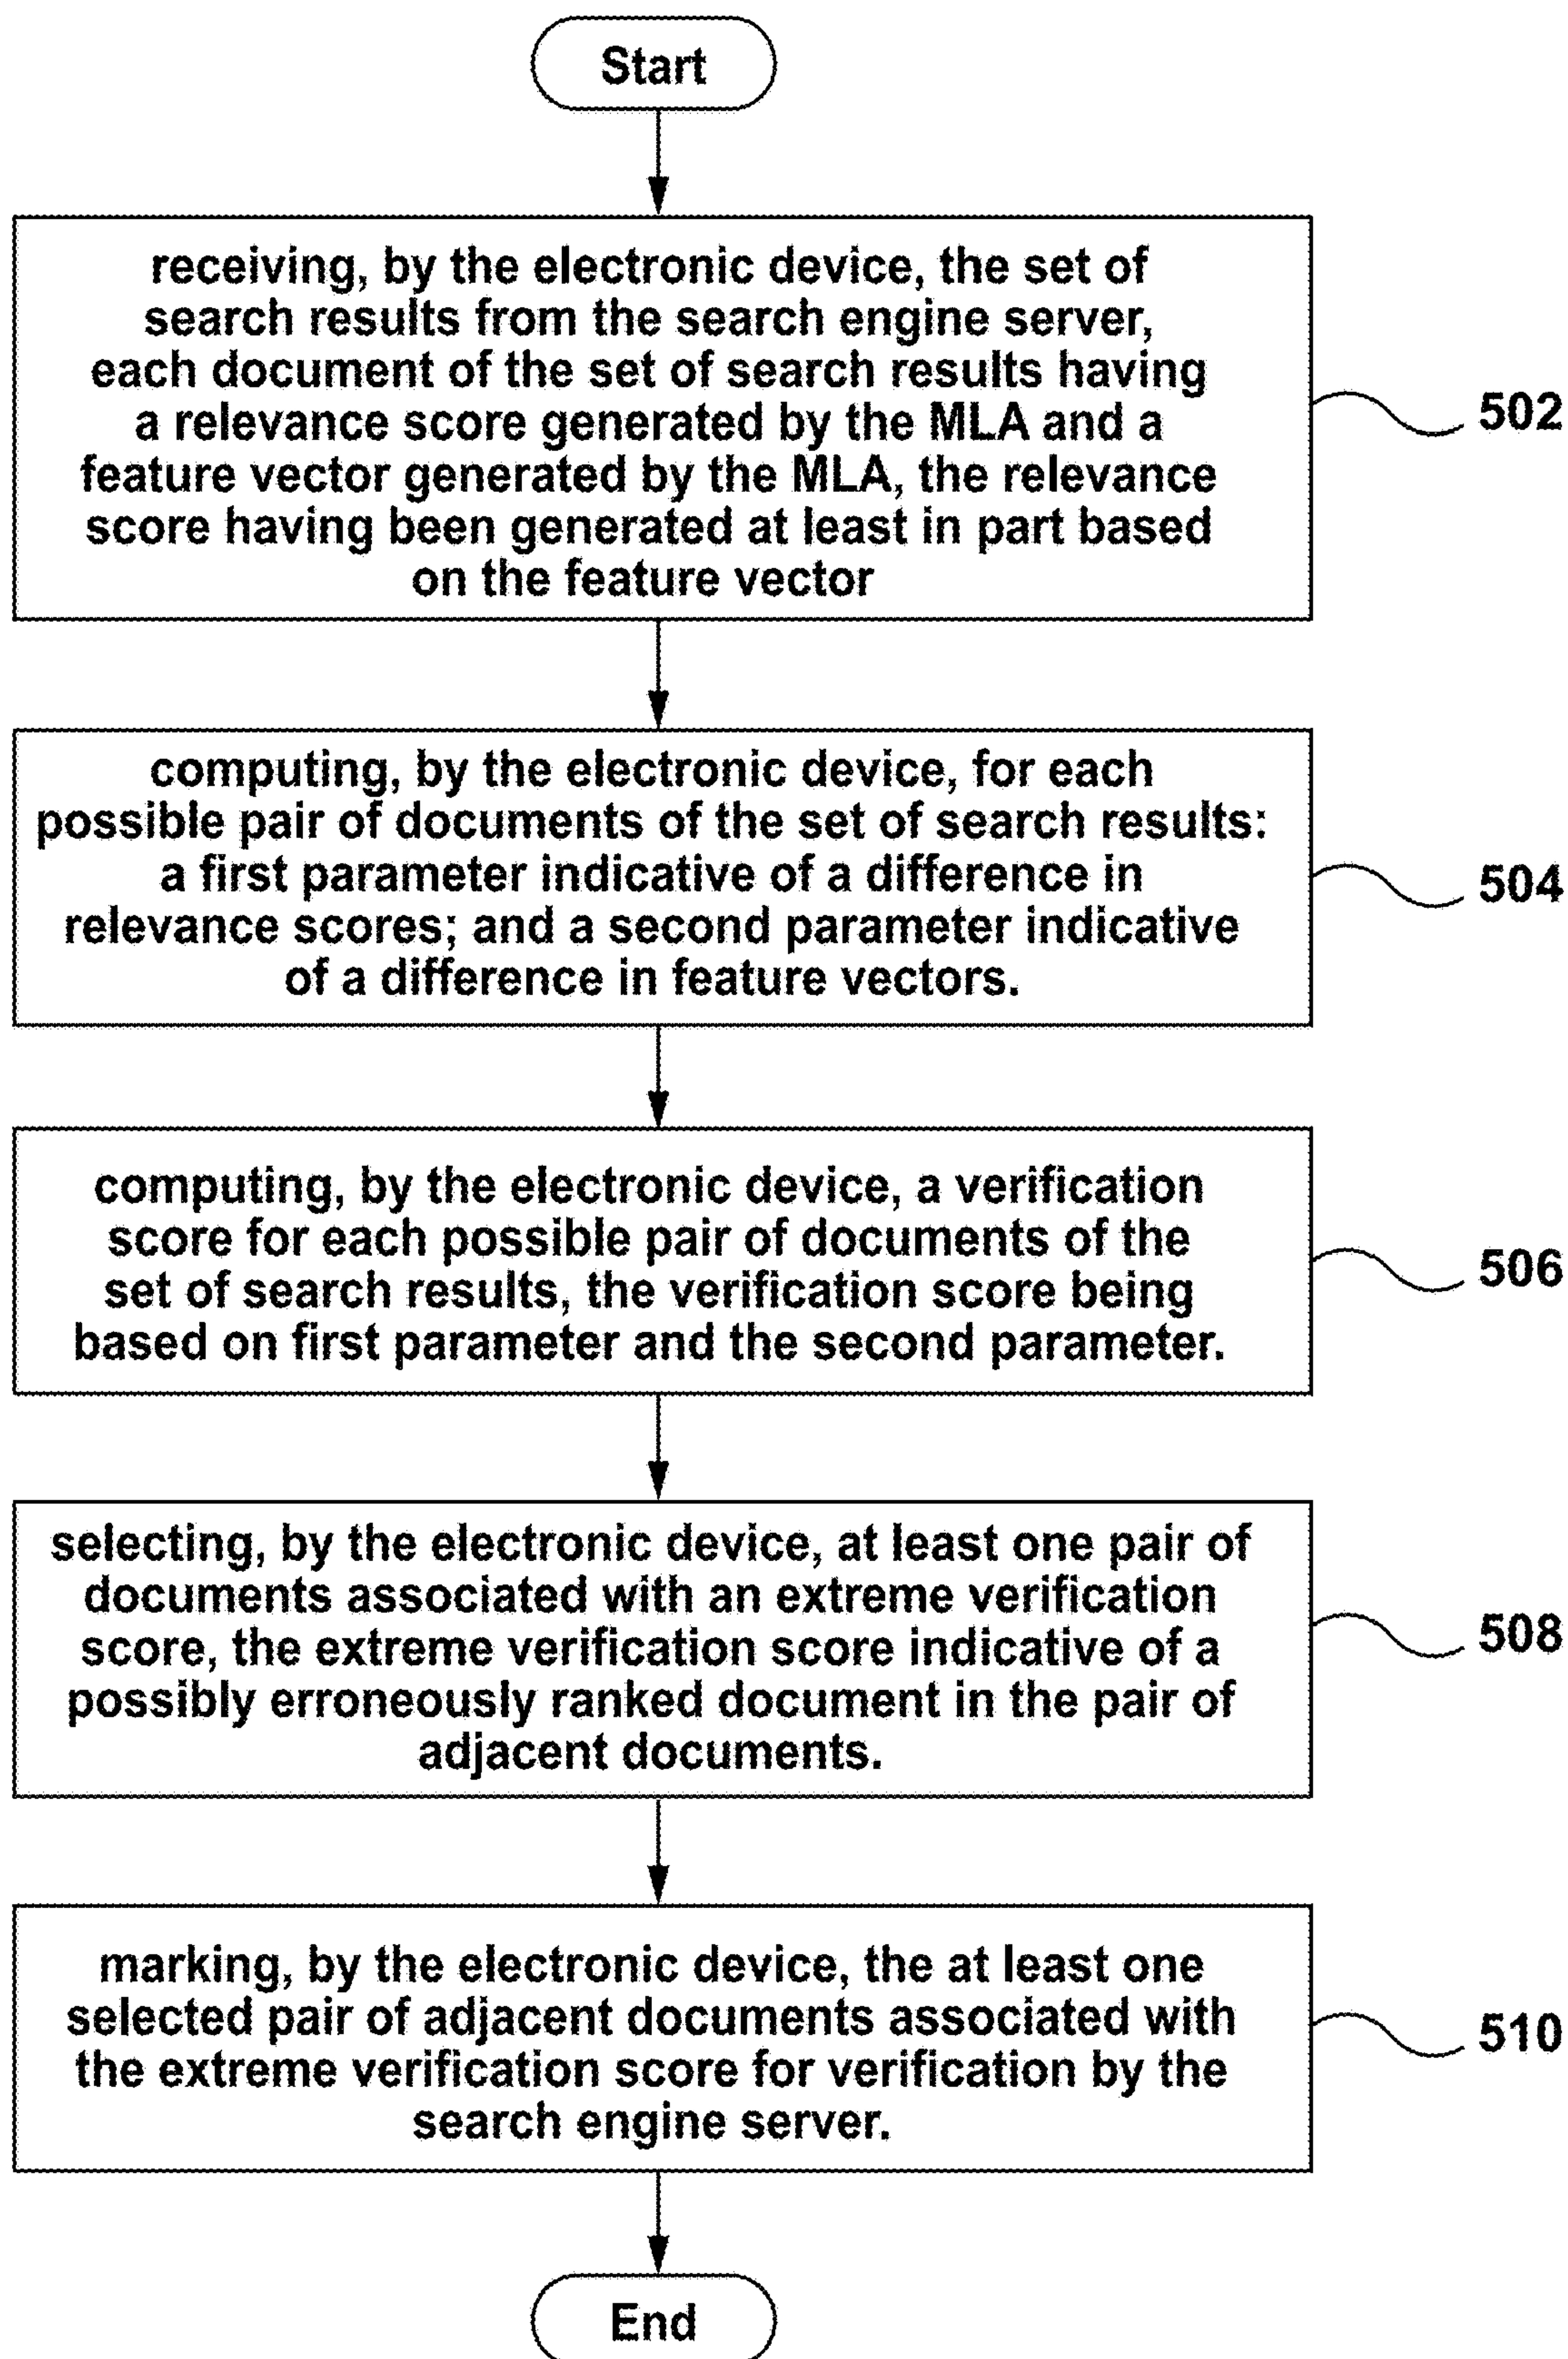 Start
receiving, by the electronic device, the set of
search results from the search engine server,
each document of the set of search results having
a relevance score generated by the MLA and a
feature vector generated by the MLA, the relevance
score having been generated at least in part based
on the feature vector
502
computing, by the electronic device, for each
possible pair of documents of the set of search results:
a first parameter indicative of a difference in
relevance scores; and a second parameter indicative
of a difference in feature vectors.
504
computing, by the electronic device, a verification
score for each possible pair of documents of the
set of search results, the verification score being
based on first parameter and the second parameter.
506
selecting, by the electronic device, at least one pair of
documents associated with an extreme verification
score, the extreme verification score indicative of a
possibly erroneously ranked document in the pair of
adjacent documents.
508
marking, by the electronic device, the at least one
selected pair of adjacent documents associated with
the extreme verification score for verification by the
search engine server.
510
End